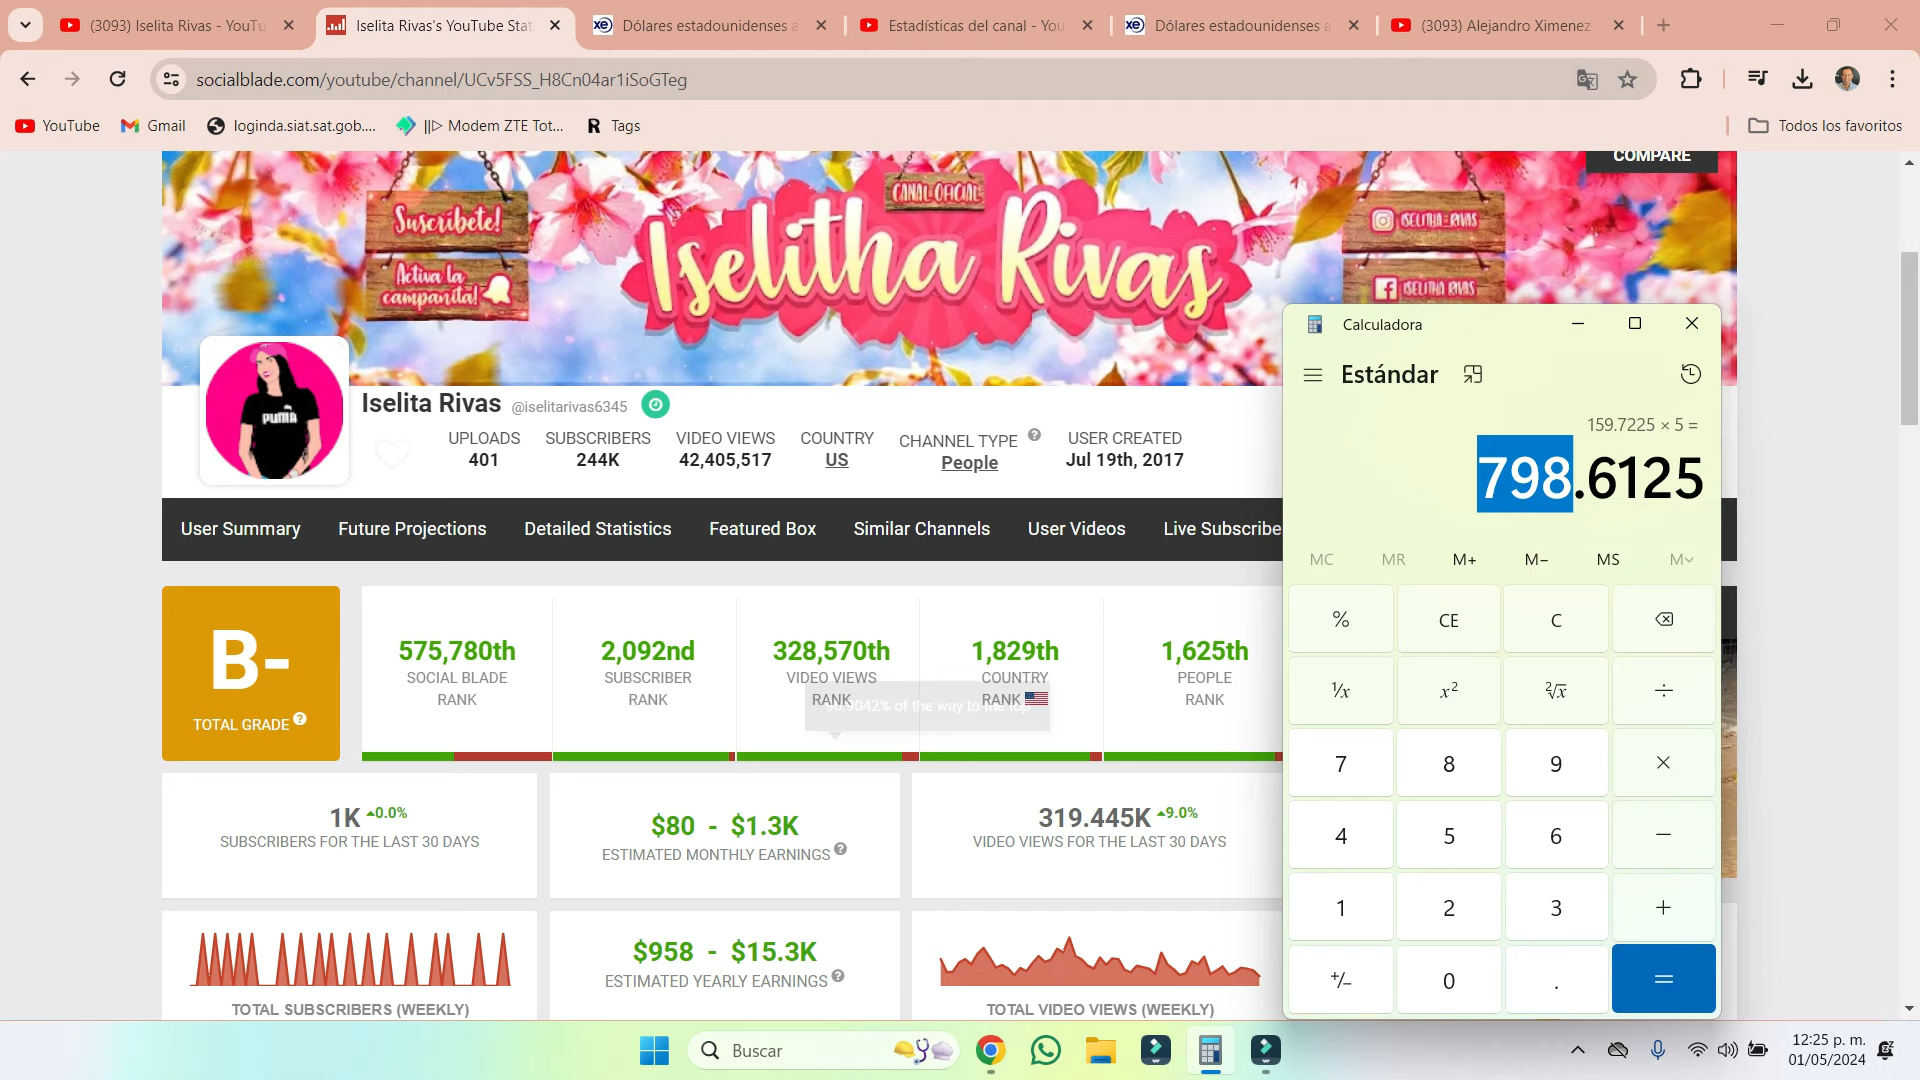 (3093) Iselita Rivas - YouTu
Iselita Rivas's YouTube Stat
Dólares estadounidenses a
Estadísticas del canal - You
Dólares estadounidenses a
(3093) Alejandro Ximenez
socialblade.com/youtube/channel/UCv5FSS_H8Cn04ar1iSoGTeg
YouTube
Gmail
loginda.siat.sat.gob....
||▷ Modem ZTE Tot...
Tags
Todos los favoritos
COMPARE
Suscríbete!
Activa la
campanita!
CANAL OFICIAL
Iselitha Rivas
ISELITHA_RIVAS
ISELITHA RIVAS
PUMA
Iselita Rivas @iselitarivas6345
UPLOADS
401
SUBSCRIBERS
244K
VIDEO VIEWS
42,405,517
COUNTRY
US
CHANNEL TYPE
People
USER CREATED
Jul 19th, 2017
User Summary
Future Projections
Detailed Statistics
Featured Box
Similar Channels
User Videos
Live Subscribe
B-
TOTAL GRADE
575,780th
SOCIAL BLADE
RANK
2,092nd
SUBSCRIBER
RANK
328,570th
VIDEO VIEWS
RANK
1,829th
COUNTRY
RANK
1,625th
PEOPLE
RANK
1K 0.0%
SUBSCRIBERS FOR THE LAST 30 DAYS
$80 - $1.3K
ESTIMATED MONTHLY EARNINGS
319.445K 9.0%
VIDEO VIEWS FOR THE LAST 30 DAYS
TOTAL SUBSCRIBERS (WEEKLY)
$958 - $15.3K
ESTIMATED YEARLY EARNINGS
TOTAL VIDEO VIEWS (WEEKLY)
Calculadora
Estándar
159.7225 × 5 =
798.6125
MC MR M+ M− MS M
% CE C
¹/x x² ²√x ÷
7 8 9 ×
4 5 6 −
1 2 3 +
+/− 0 . =
Buscar
12:25 p. m.
01/05/2024